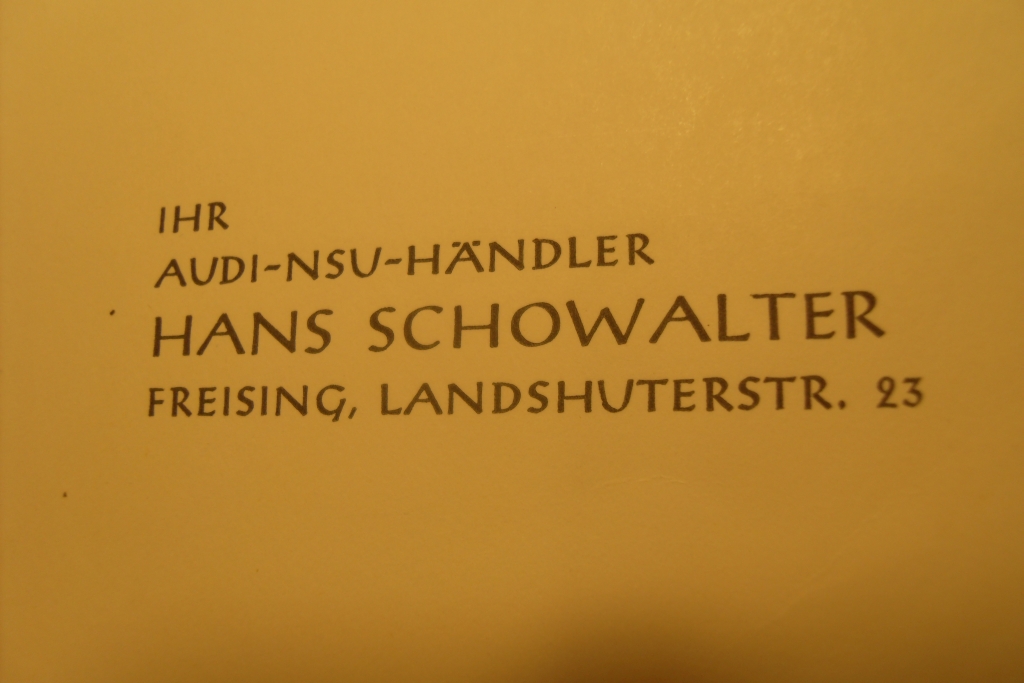 IHR
AUDI-NSU-HÄNDLER
HANS SCHOWALTER
FREISING, LANDSHUTERSTR. 23